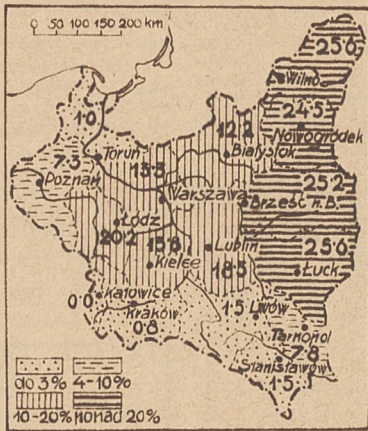 0 50 100 150 200 km
25.6
Wilno
24.5
Nowogródek
1.0
12.2
Białystok
7.3
Toruń
13.3
Poznań
Warszawa
25.2
Brześć n.B.
Łódź
20.2
15.8
Lublin
25.6
Kielce
18.5
Łuck
0.0
Katowice
Kraków
0.8
1.5
Lwów
Tarnopol
7.8
Stanisławów
1.5
do 3% 4-10%
10-20% ponad 20%